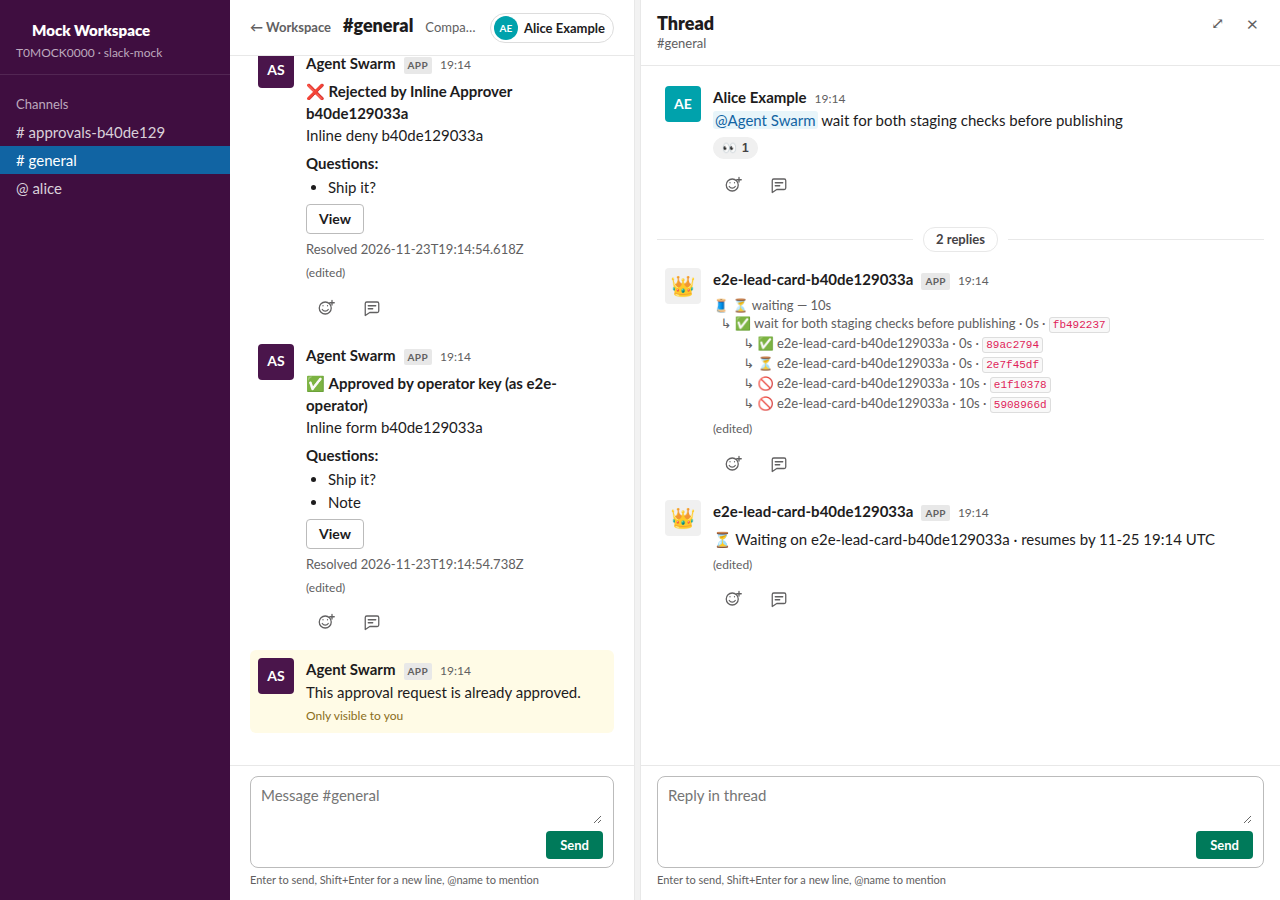 Mock Workspace
T0MOCK0000 · slack-mock
Channels
# approvals-b40de129
# general
@ alice
← Workspace #general Compa... AE Alice Example
AS Agent Swarm APP 19:14
❌ Rejected by Inline Approver
b40de129033a
Inline deny b40de129033a
Questions:
• Ship it?
View
Resolved 2026-11-23T19:14:54.618Z
(edited)
AS Agent Swarm APP 19:14
✅ Approved by operator key (as e2e-
operator)
Inline form b40de129033a
Questions:
• Ship it?
• Note
View
Resolved 2026-11-23T19:14:54.738Z
(edited)
AS Agent Swarm APP 19:14
This approval request is already approved.
Only visible to you
Message #general
Send
Enter to send, Shift+Enter for a new line, @name to mention
Thread
#general
AE Alice Example 19:14
@Agent Swarm wait for both staging checks before publishing
👀 1
2 replies
e2e-lead-card-b40de129033a APP 19:14
🧵 ⏳ waiting — 10s
↳ ✅ wait for both staging checks before publishing · 0s · fb492237
↳ ✅ e2e-lead-card-b40de129033a · 0s · 89ac2794
↳ ⏳ e2e-lead-card-b40de129033a · 0s · 2e7f45df
↳ 🚫 e2e-lead-card-b40de129033a · 10s · e1f10378
↳ 🚫 e2e-lead-card-b40de129033a · 10s · 5908966d
(edited)
e2e-lead-card-b40de129033a APP 19:14
⏳ Waiting on e2e-lead-card-b40de129033a · resumes by 11-25 19:14 UTC
(edited)
Reply in thread
Send
Enter to send, Shift+Enter for a new line, @name to mention